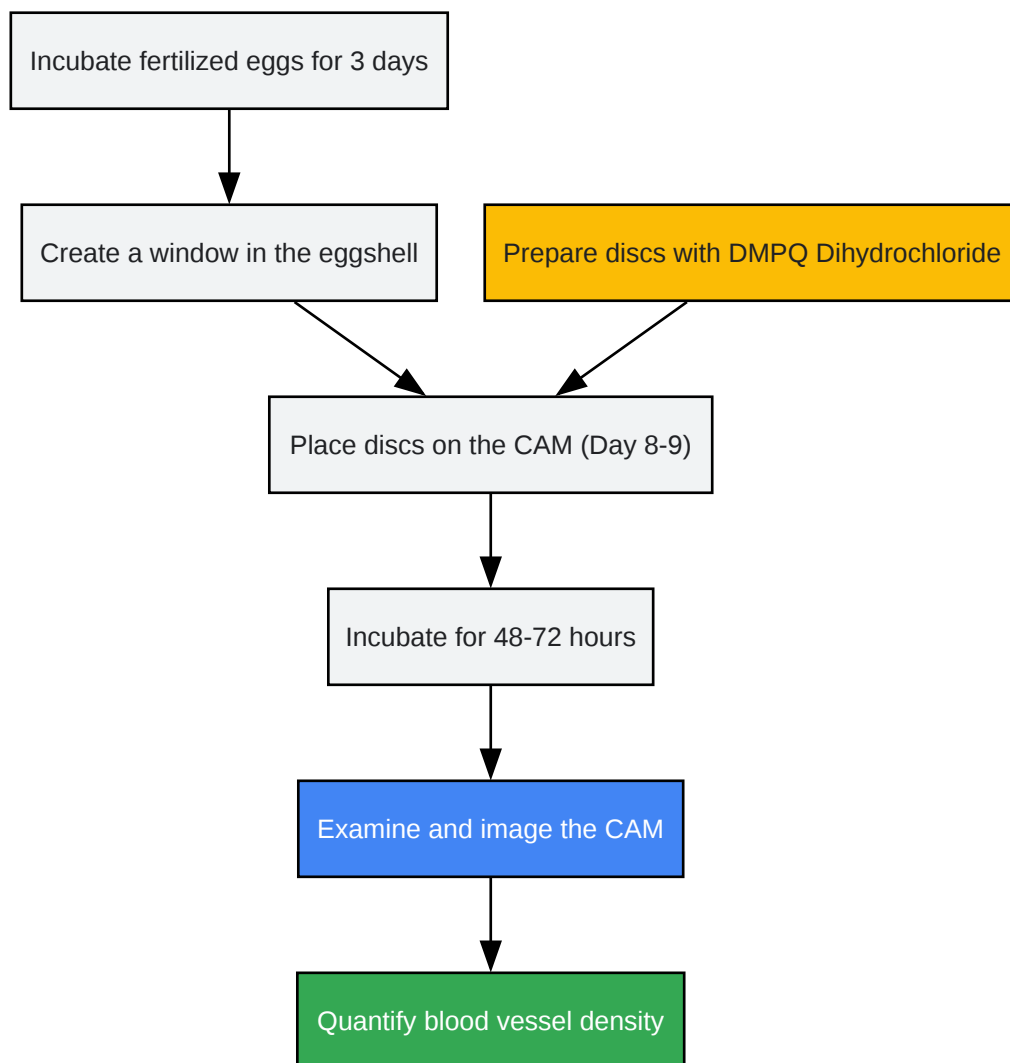 Incubate fertilized eggs for 3 days
Create a window in the eggshell
Prepare discs with DMPQ Dihydrochloride
Place discs on the CAM (Day 8-9)
Incubate for 48-72 hours
Examine and image the CAM
Quantify blood vessel density